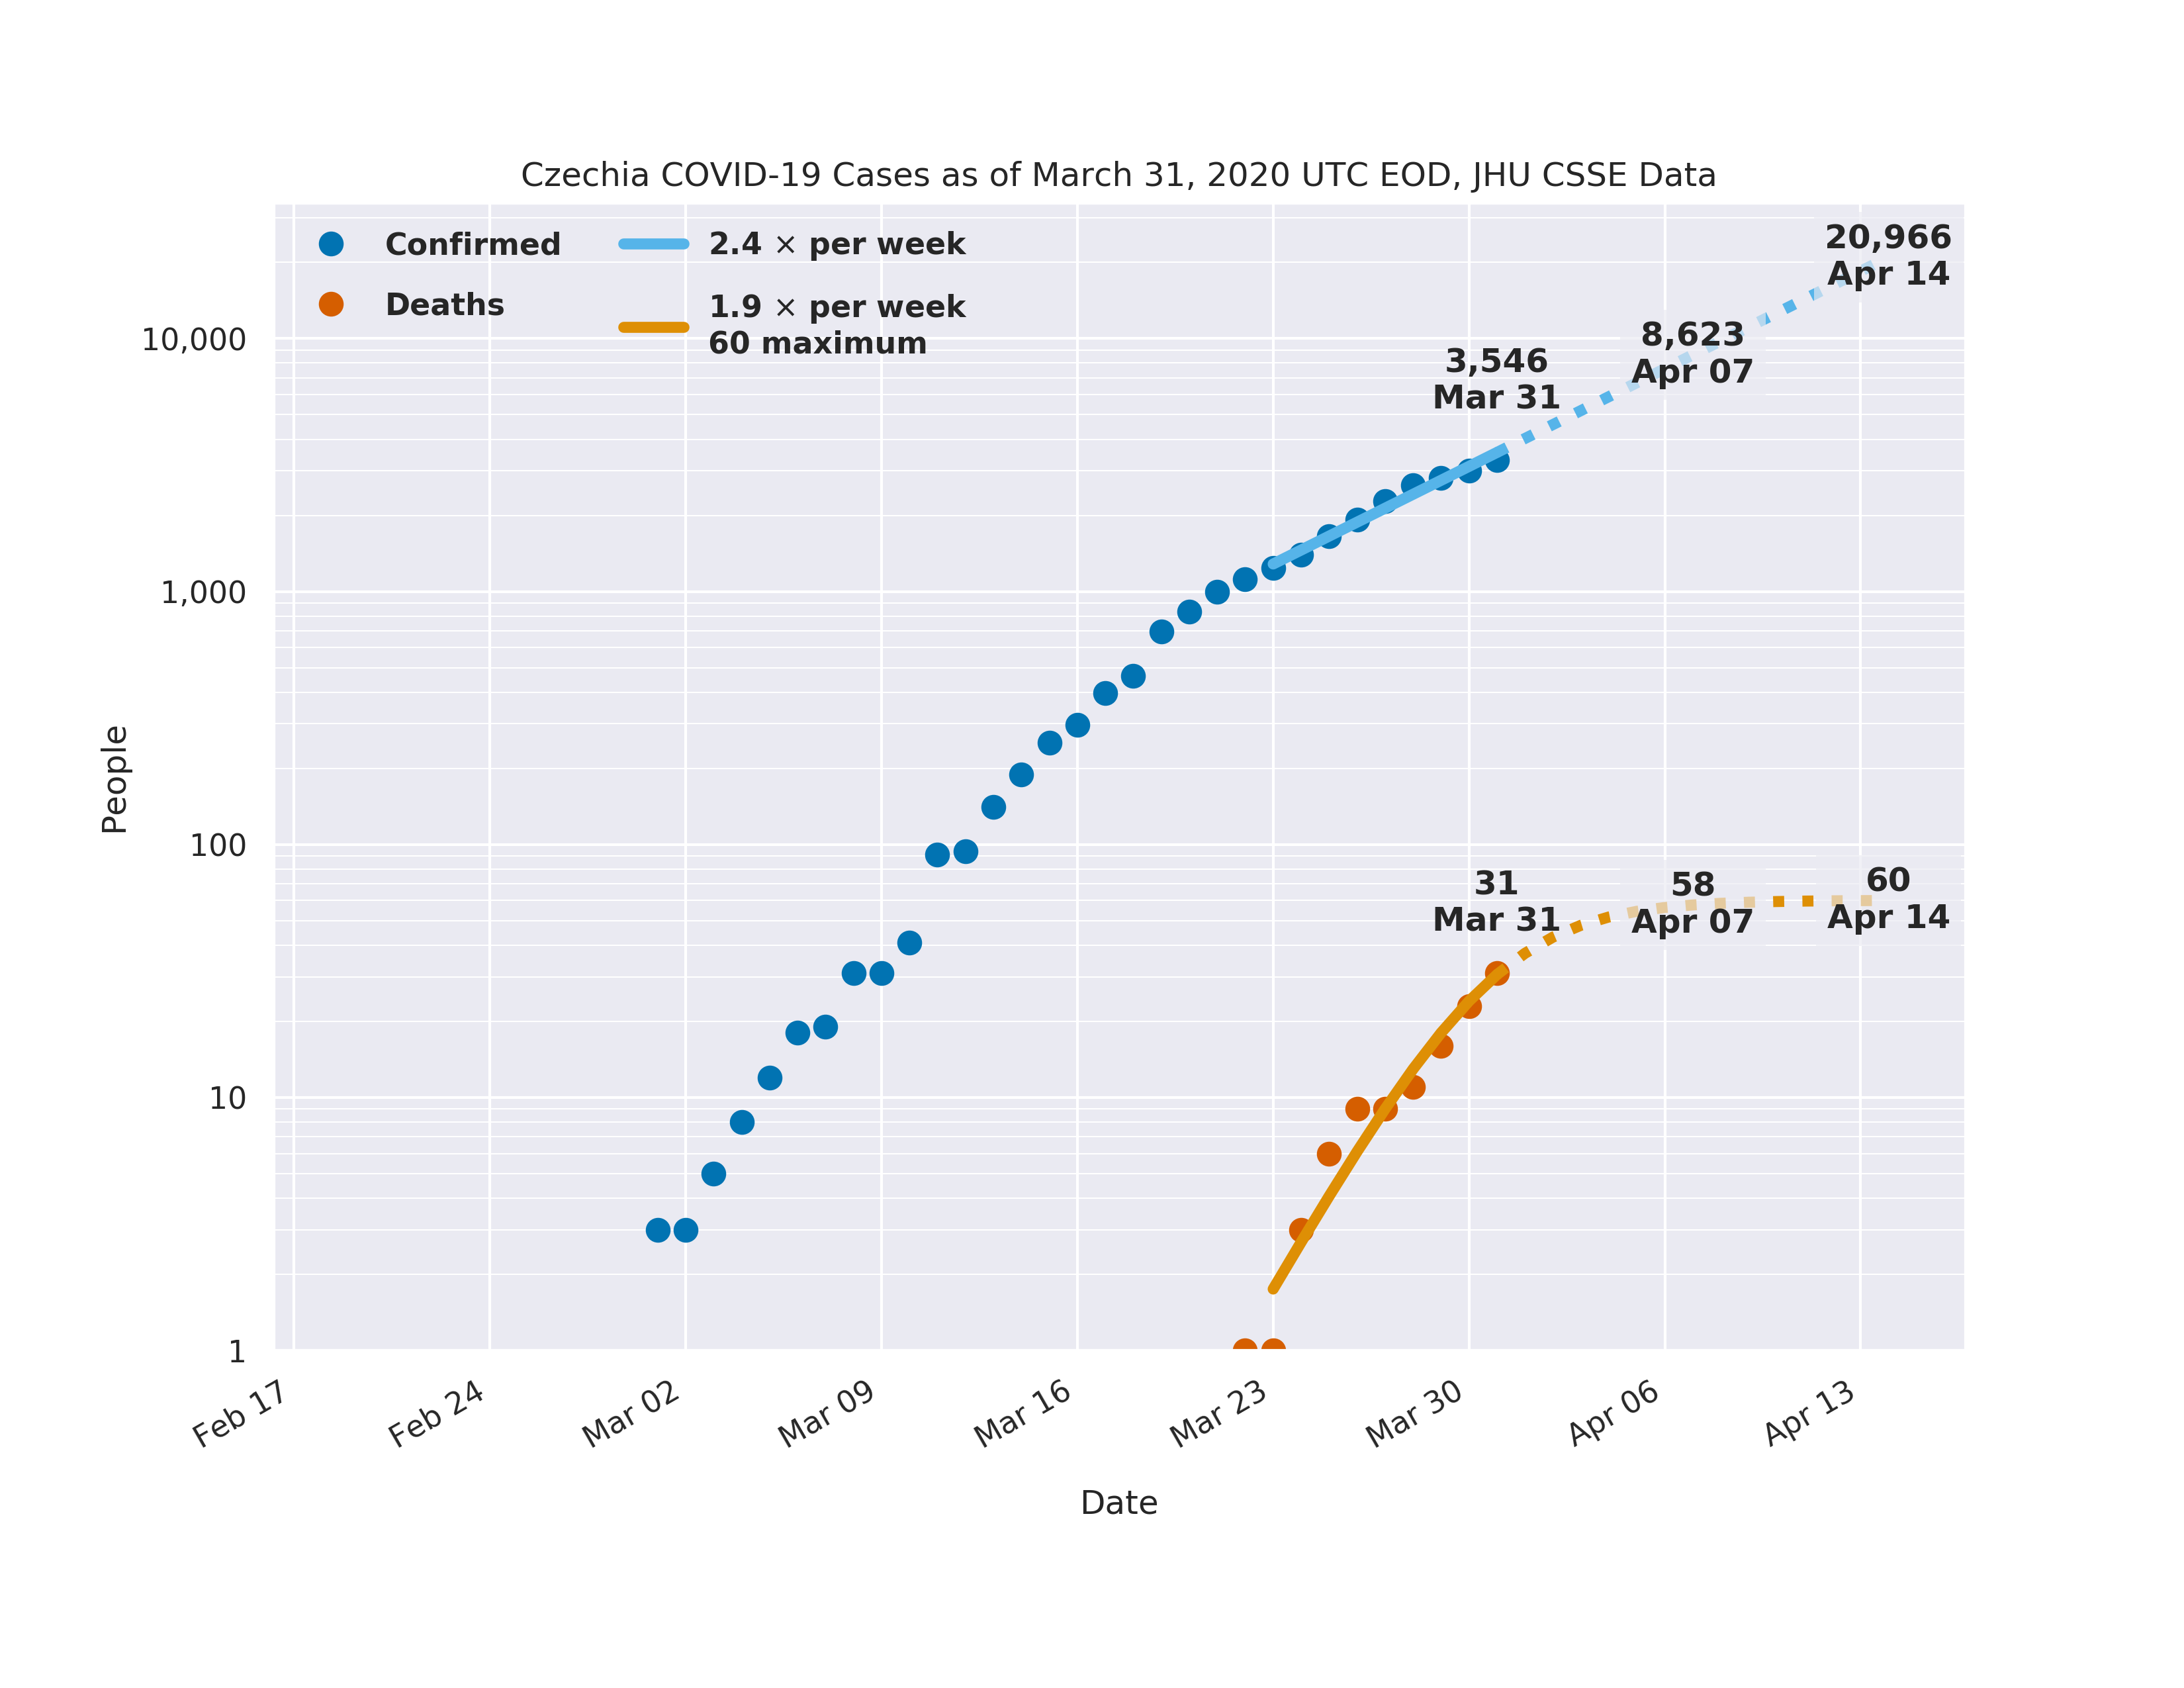 Czechia COVID-19 Cases as of March 31, 2020 UTC EOD, JHU CSSE Data
Confirmed
Deaths
2.4 × per week
1.9 × per week
60 maximum
20,966
Apr 14
8,623
Apr 07
3,546
Mar 31
31
Mar 31
58
Apr 07
60
Apr 14
10,000
1,000
100
10
1
People
Feb 17
Feb 24
Mar 02
Mar 09
Mar 16
Mar 23
Mar 30
Apr 06
Apr 13
Date